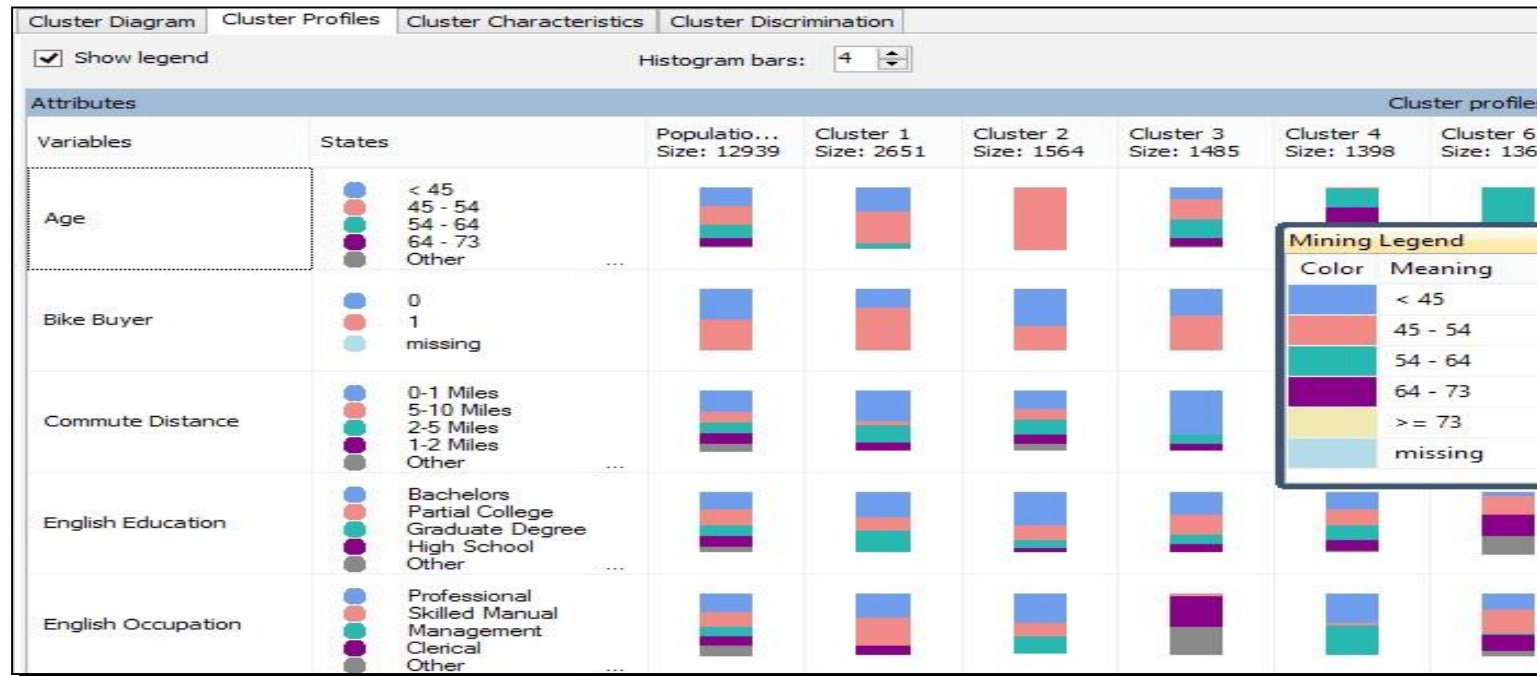 Cluster Diagram Cluster Profiles Cluster Characteristics Cluster Discrimination
Show legend Histogram bars: 4
Attributes Cluster profile
Variables States Populatio... Cluster 1 Cluster 2 Cluster 3 Cluster 4 Cluster 6
Size: 12939 Size: 2651 Size: 1564 Size: 1485 Size: 1398 Size: 136
Age
< 45
45 - 54
54 - 64
64 - 73
Other ...
Bike Buyer
0
1
missing
Commute Distance
0-1 Miles
5-10 Miles
2-5 Miles
1-2 Miles
Other ...
English Education
Bachelors
Partial College
Graduate Degree
High School
Other ...
English Occupation
Professional
Skilled Manual
Management
Clerical
Other ...
Mining Legend
Color Meaning
< 45
45 - 54
54 - 64
64 - 73
>= 73
missing